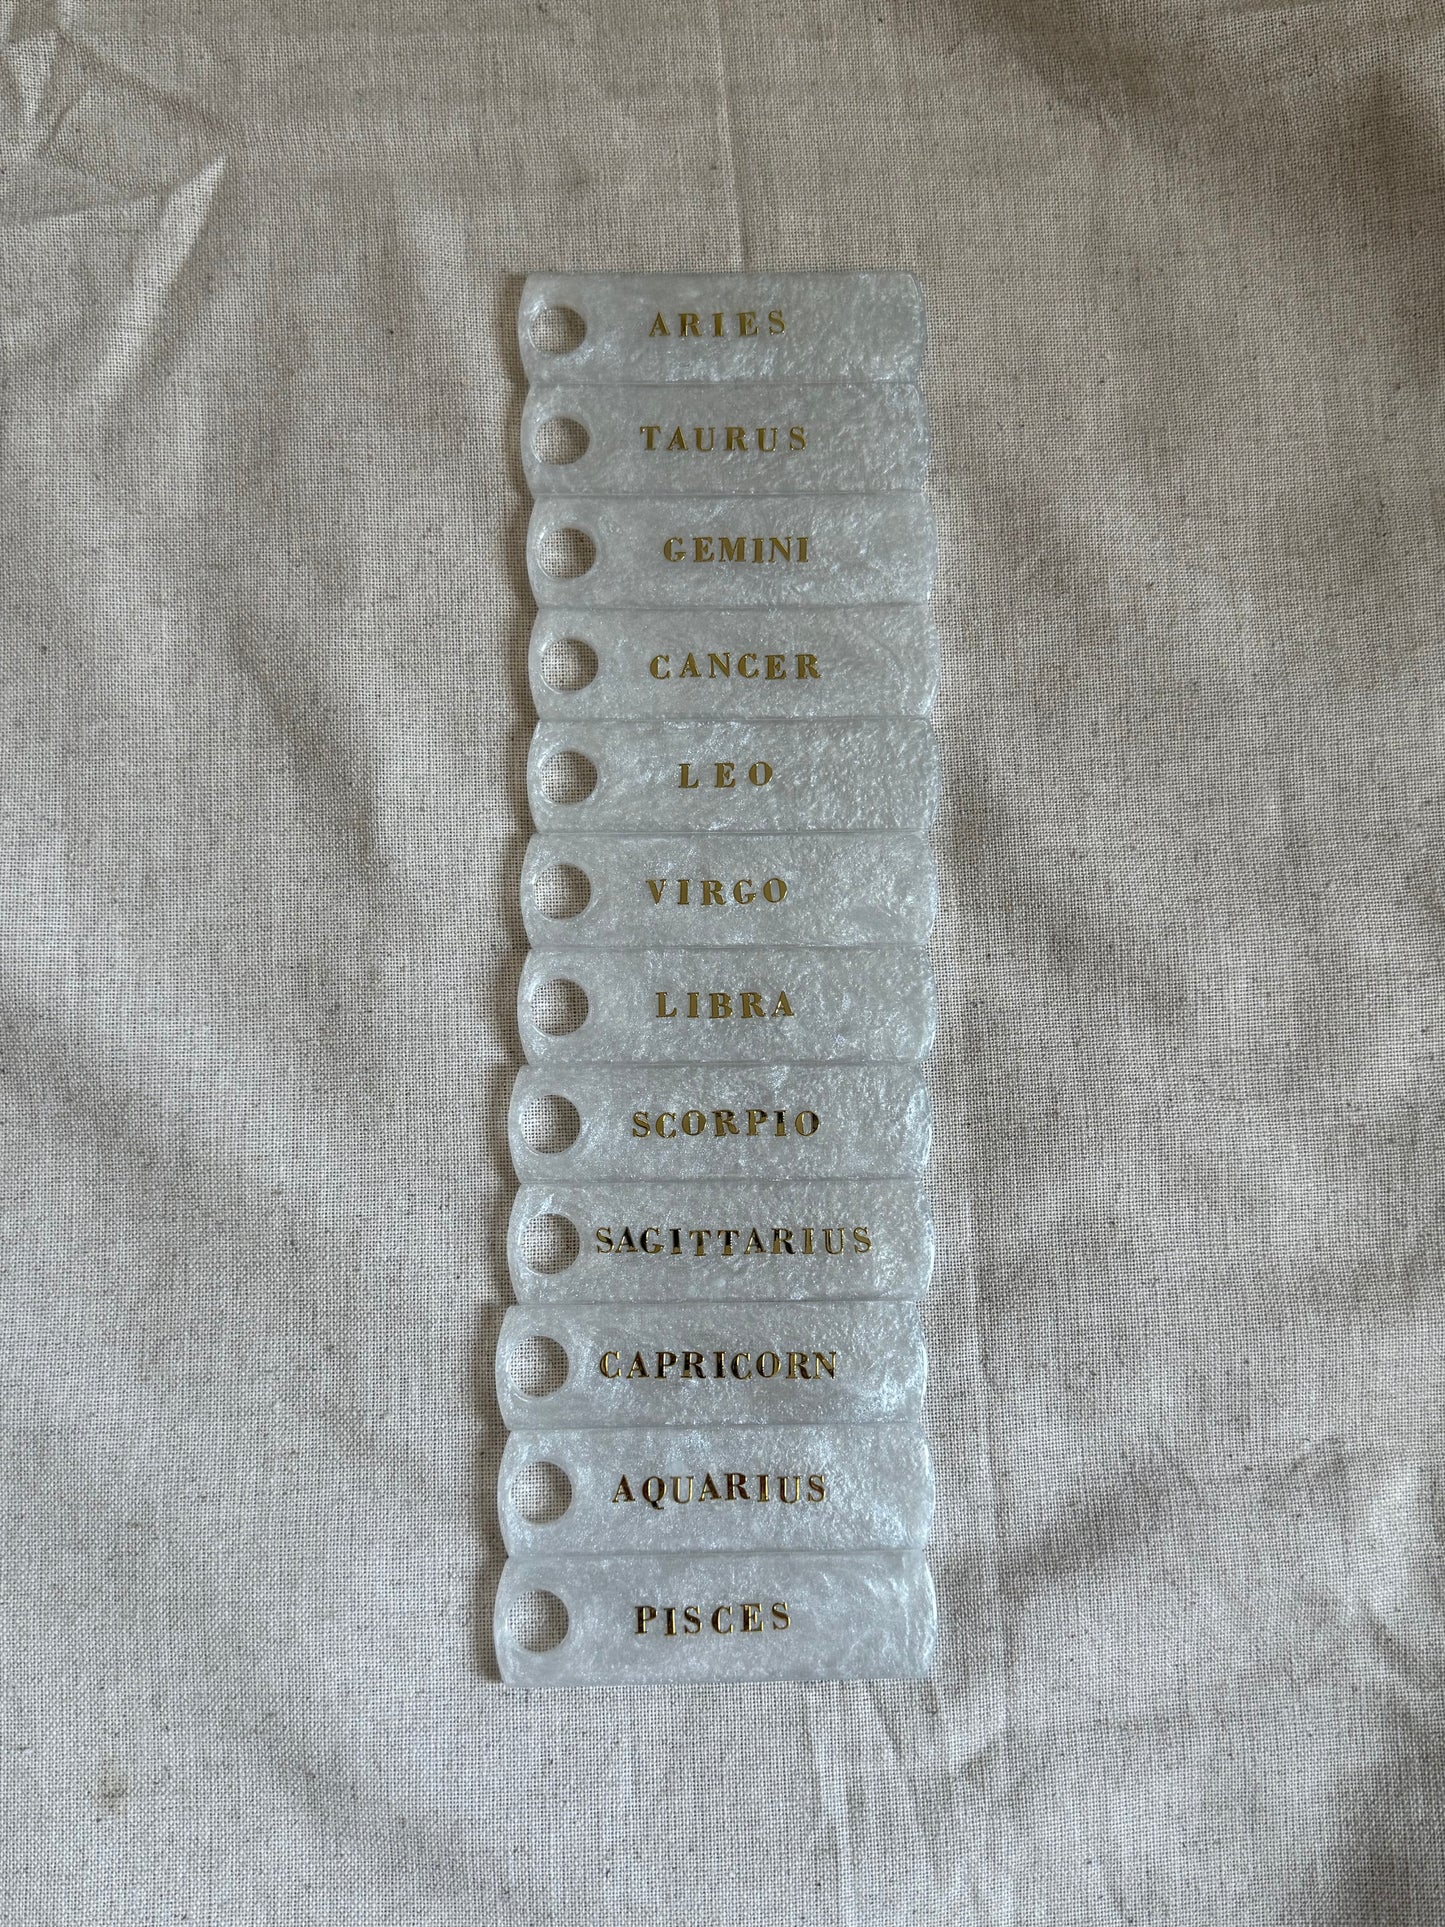 ARIES
TAURUS
GEMINI
CANCER
LEO
VIRGO
LIBRA
SCORPIO
SAGITTARIUS
CAPRICORN
AQUARIUS
PISCES